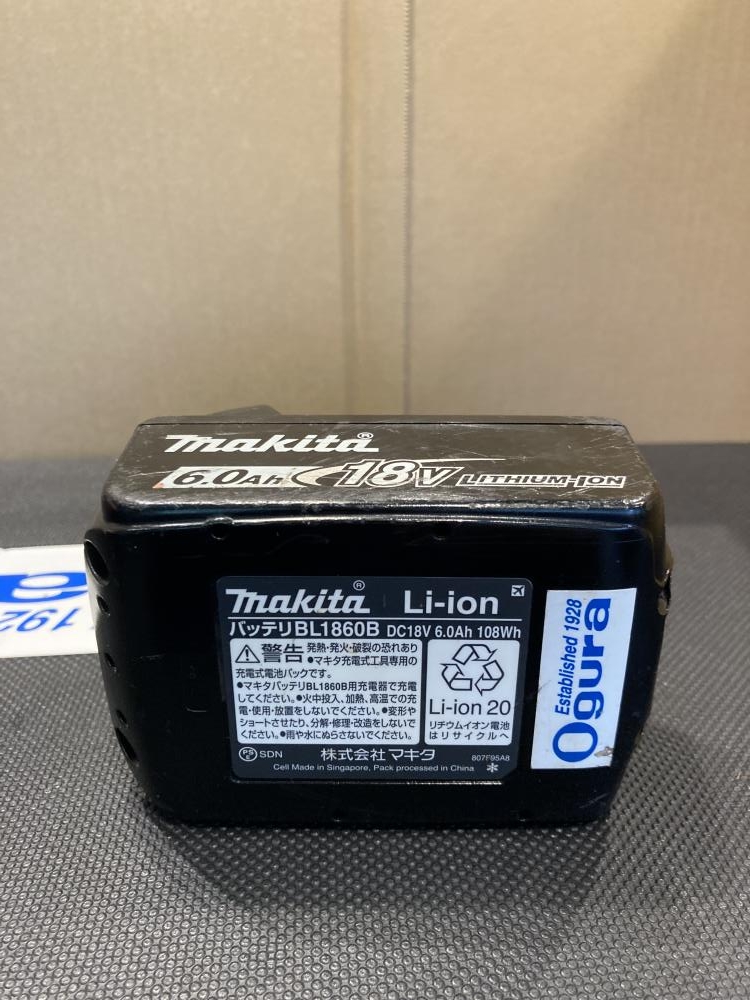 makita®
6.0Ah 18V LITHIUM-ION
makita® Li-ion
バッテリBL1860B DC18V 6.0Ah 108Wh
警告 発熱・発火・破裂の恐れあり
●マキタ充電式工具専用の
充電式電池パックです。
●マキタバッテリBL1860B用充電器で充電
してください。●火中投入、加熱、高温での充
電・使用・放置をしないでください。●変形や
ショートさせたり、分解・修理・改造をしないで
ください。●雨や水にぬらさないでください。
Li-ion 20
リチウムイオン電池
はリサイクルへ
PS
E SDN 株式会社マキタ 807F95A8
Cell Made in Singapore, Pack processed in China
Established 1928
Ogura
192